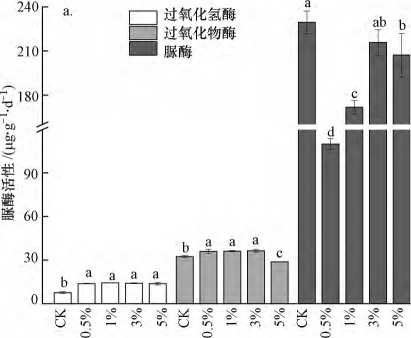 a.
过氧化氢酶
过氧化物酶
脲酶
脲酶活性/(μg·g⁻¹·d⁻¹)
240
180
90
60
30
0
b a a a a
b a a a c
a d c ab b
CK 0.5% 1% 3% 5% CK 0.5% 1% 3% 5% CK 0.5% 1% 3% 5%